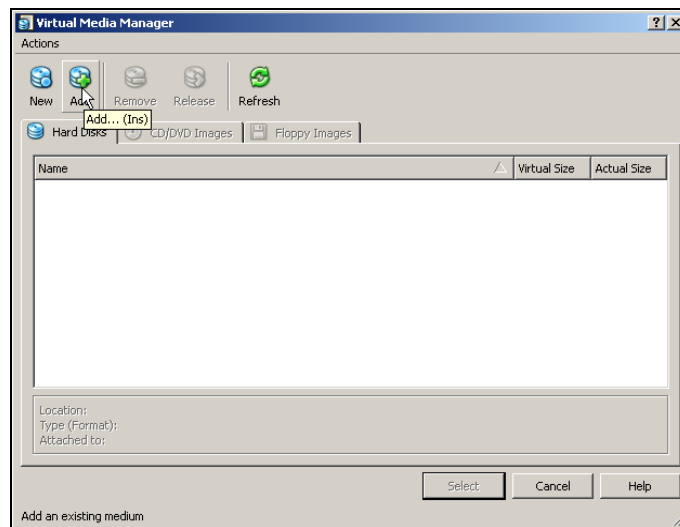 Virtual Media Manager
Actions
New Add Remove Release Refresh
Add... (Ins)
Hard Disks CD/DVD Images Floppy Images
Name Virtual Size Actual Size
Location:
Type (Format):
Attached to:
Select Cancel Help
Add an existing medium